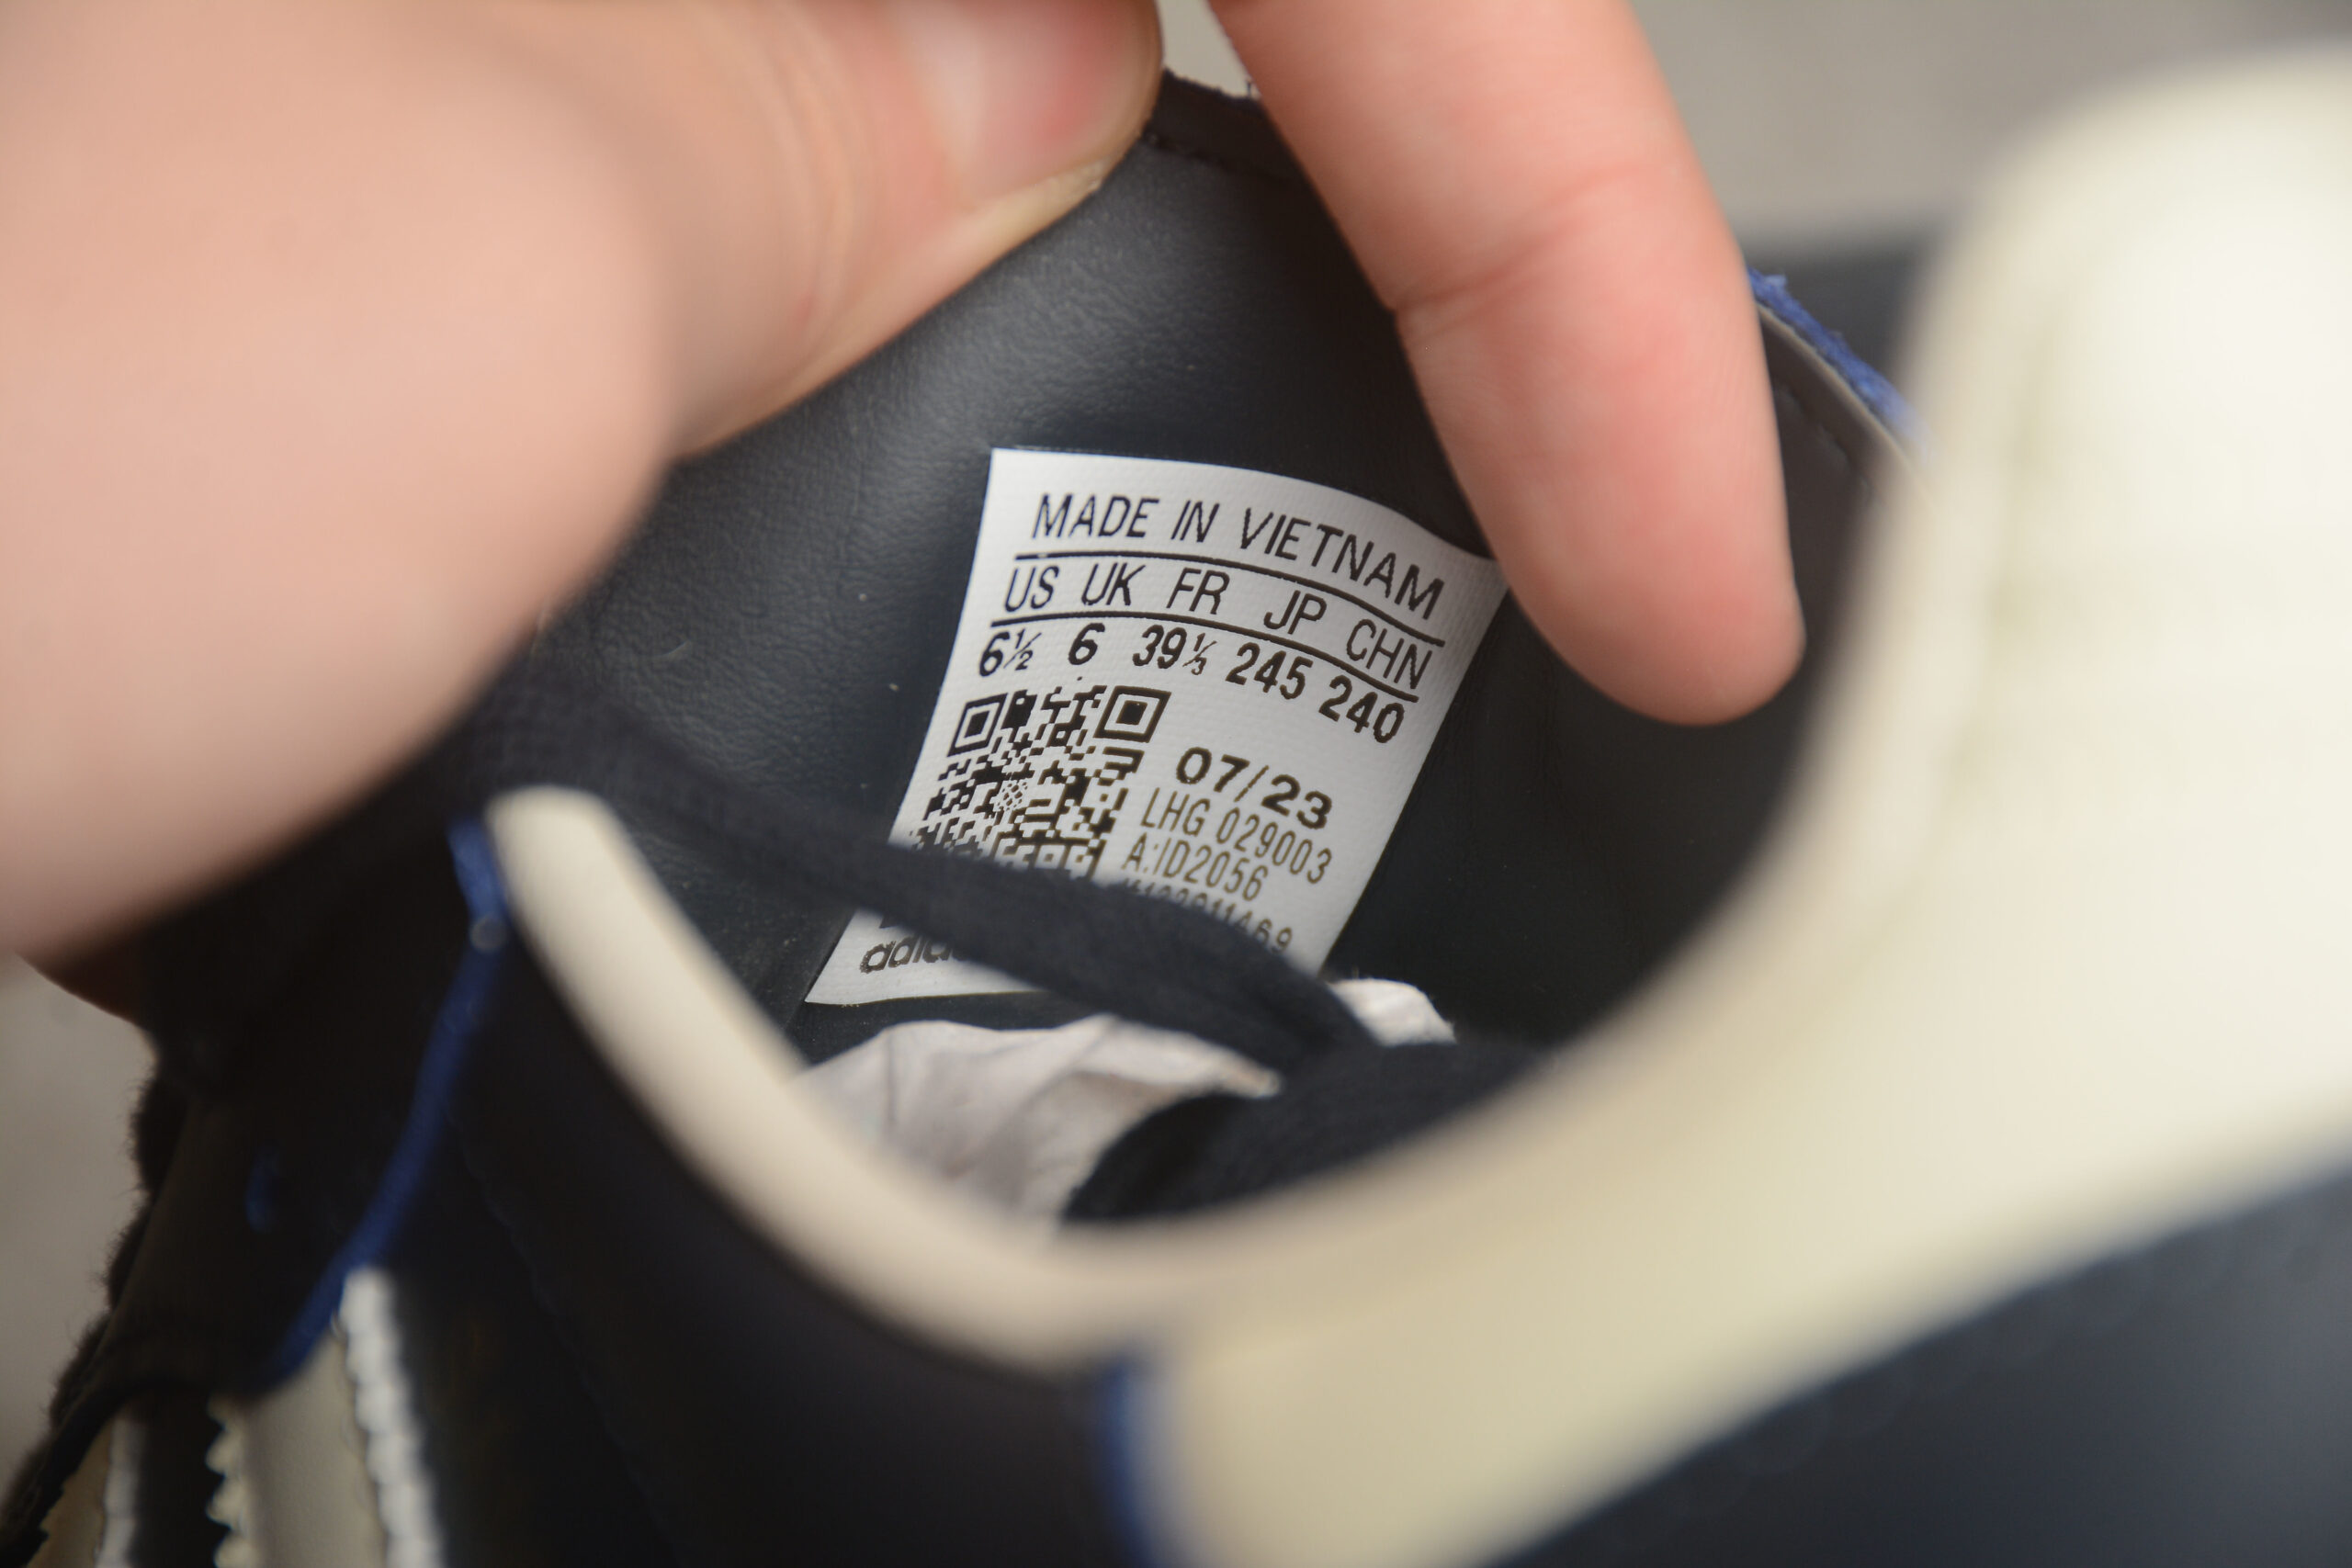 MADE IN VIETNAM
US UK FR JP CHN
6½ 6 39⅓ 245 240
07/23
LHG 029003
A:ID2056